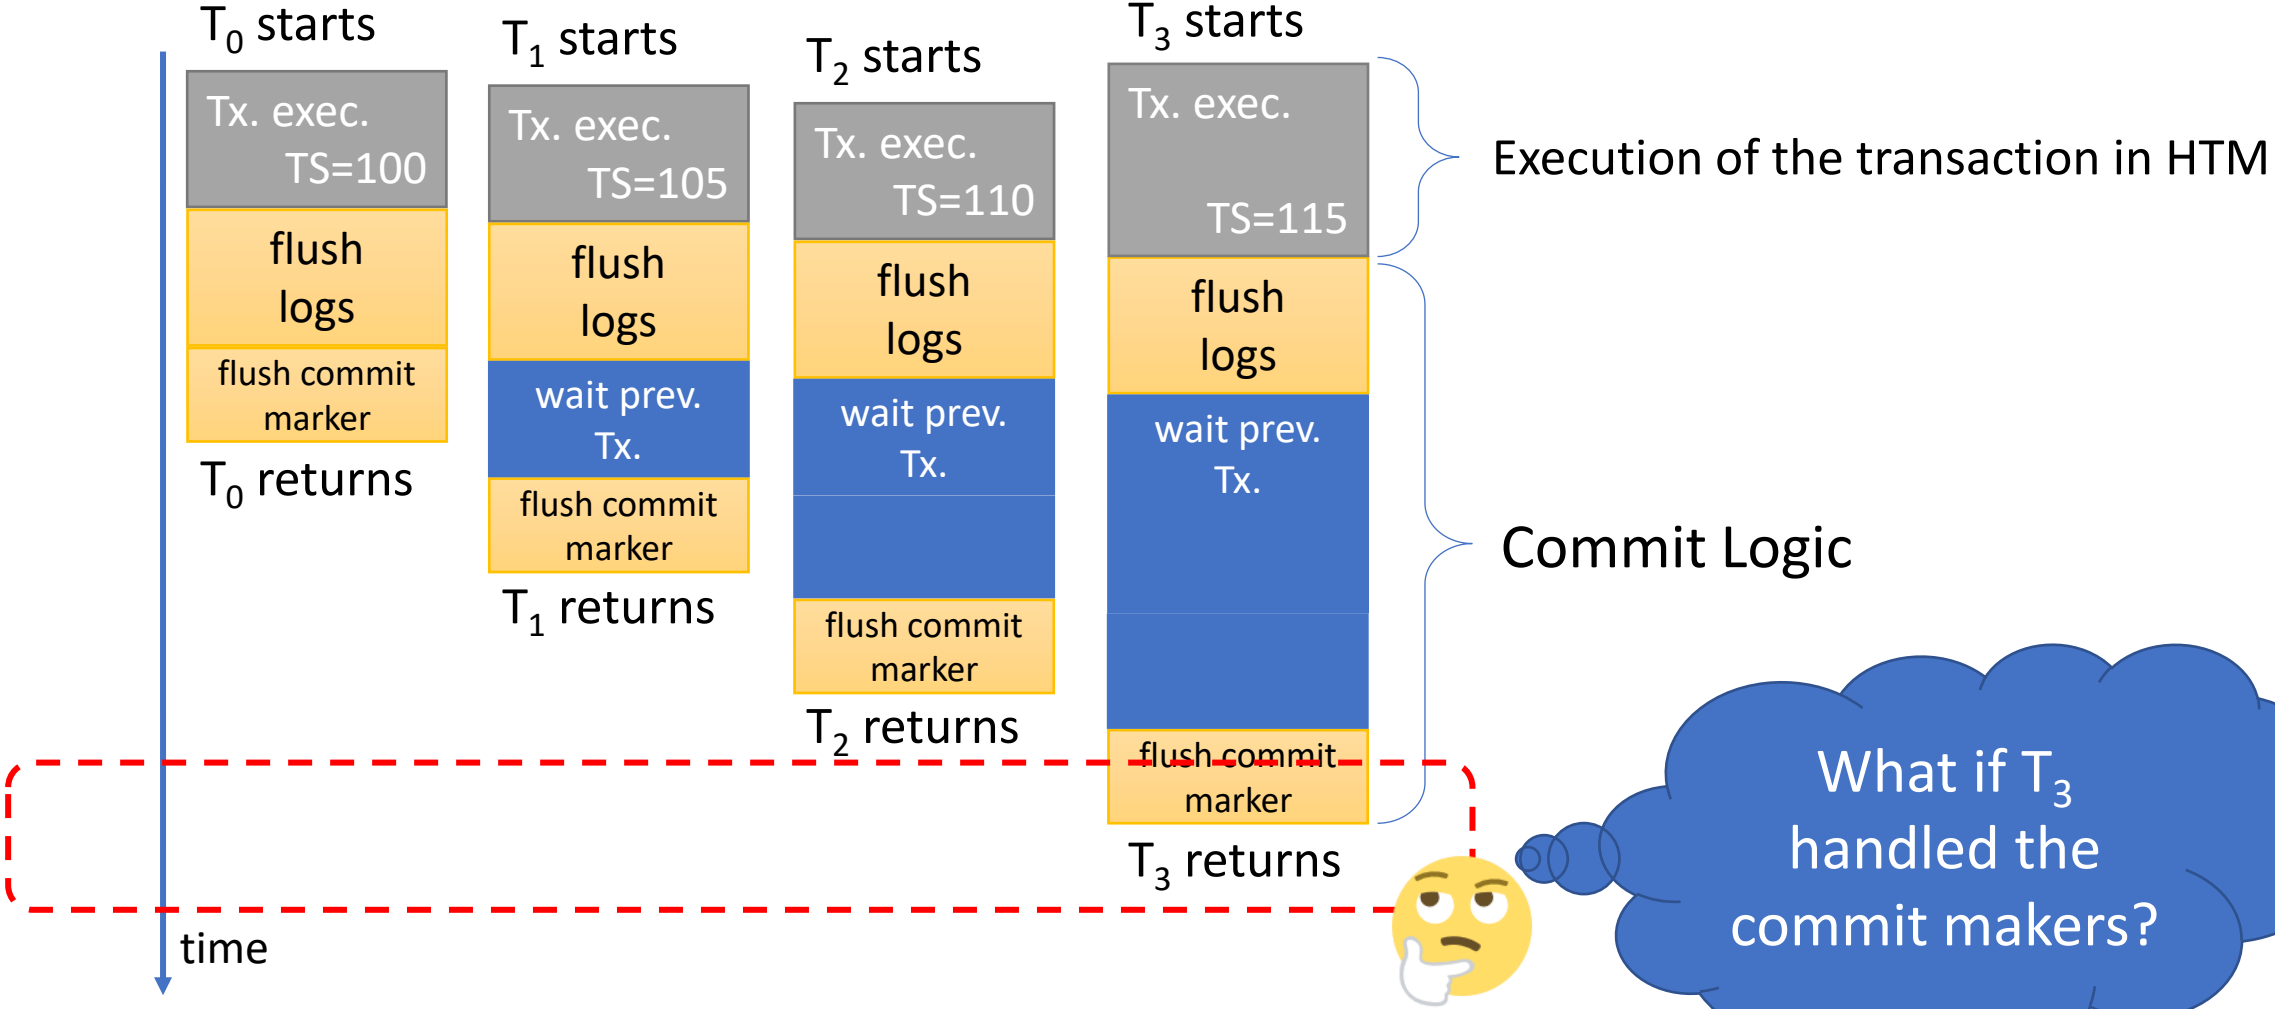 T0 starts
Tx. exec.
TS=100
flush
logs
flush commit
marker
T0 returns
T1 starts
Tx. exec.
TS=105
flush
logs
wait prev.
Tx.
flush commit
marker
T1 returns
T2 starts
Tx. exec.
TS=110
flush
logs
wait prev.
Tx.
flush commit
marker
T2 returns
T3 starts
Tx. exec.
TS=115
flush
logs
wait prev.
Tx.
flush commit
marker
T3 returns
Execution of the transaction in HTM
Commit Logic
What if T3
handled the
commit makers?
time